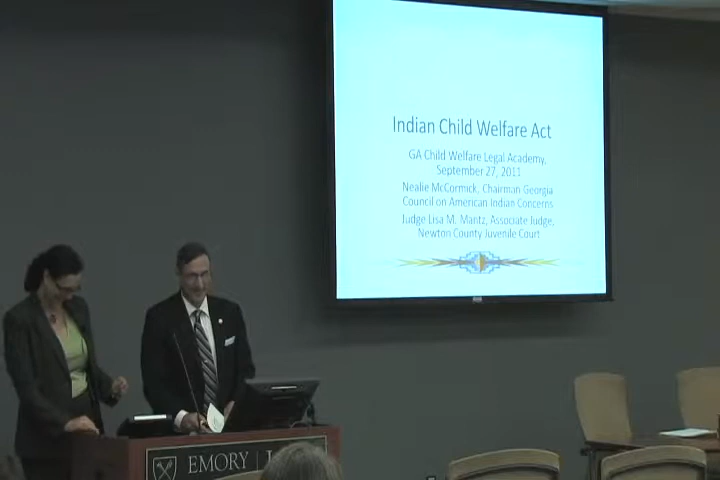 Indian Child Welfare Act
GA Child Welfare Legal Academy,
September 27, 2011
Nealie McCormick, Chairman Georgia
Council on American Indian Concerns
Judge Lisa M. Mantz, Associate Judge,
Newton County Juvenile Court
EMORY